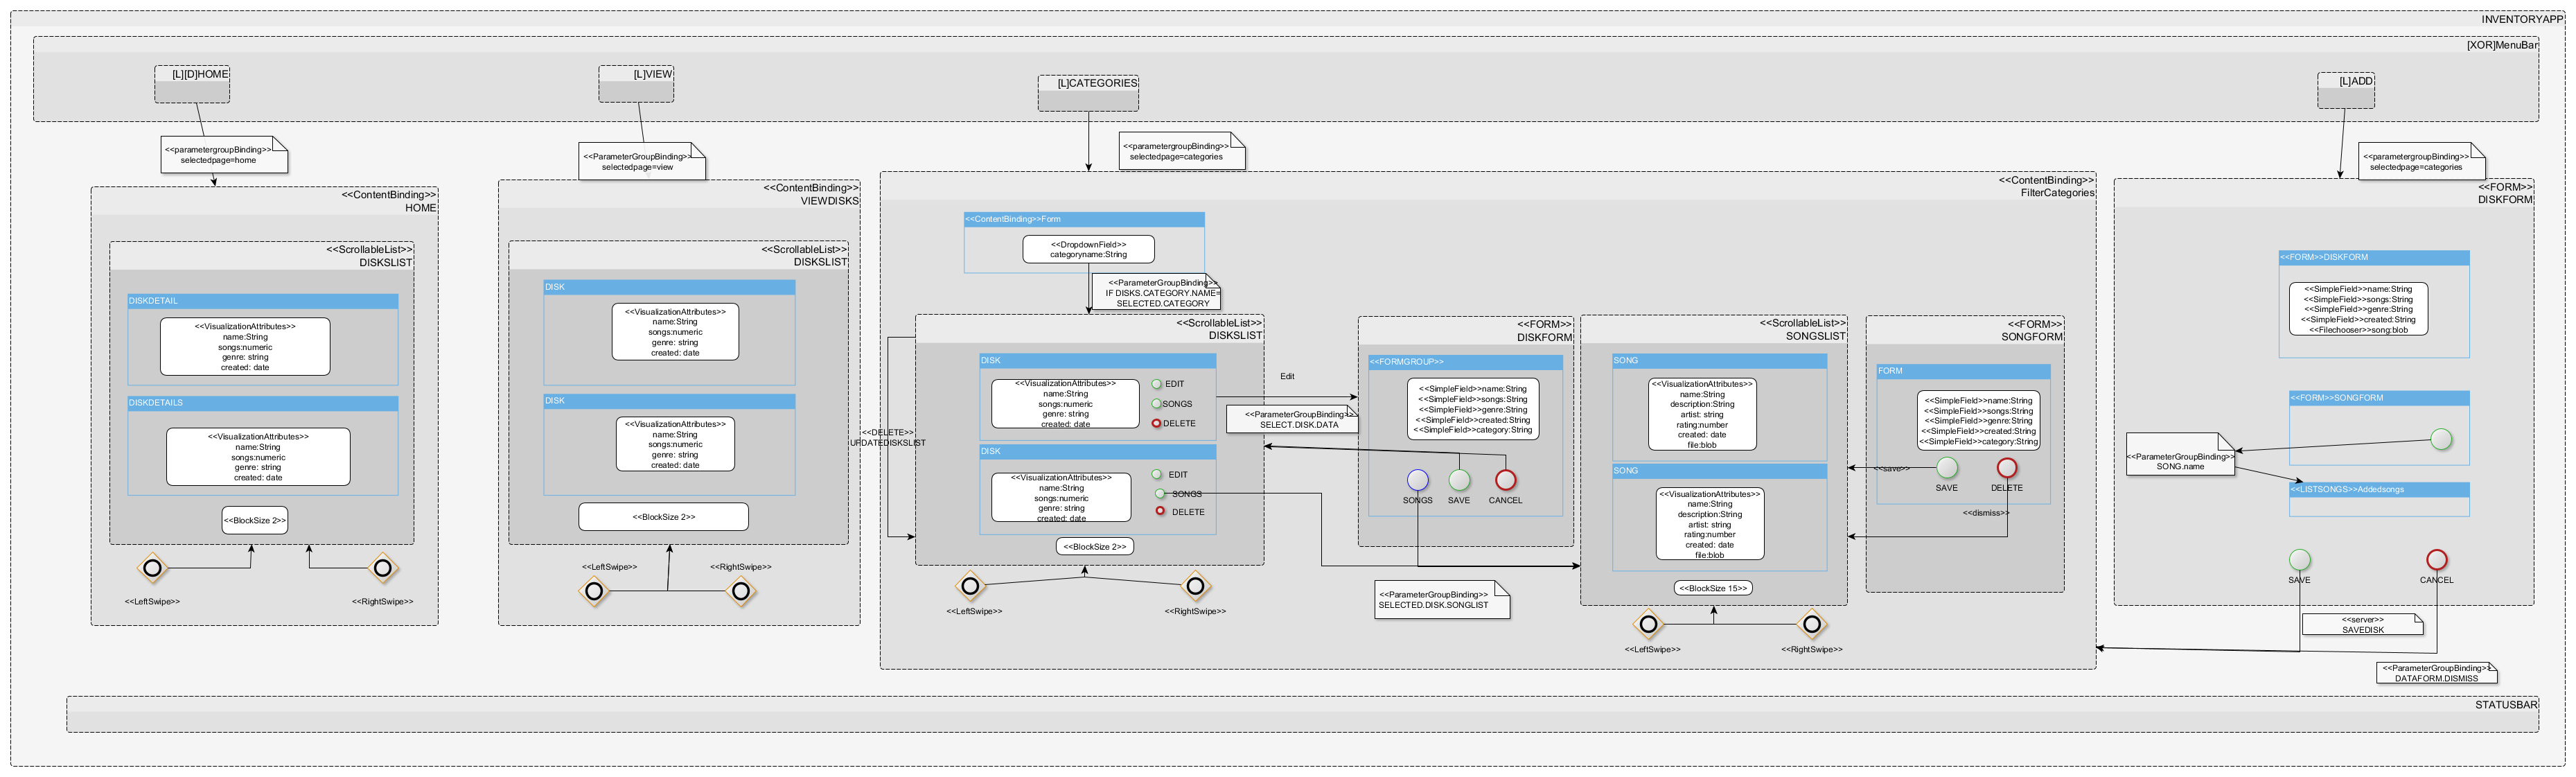 INVENTORYAPP
[XOR]MenuBar
[L][D]HOME
[L]VIEW
[L]CATEGORIES
[L]ADD
<<parametergroupBinding>>
selectedpage=home
<<ParameterGroupBinding>>
selectedpage=view
<<parametergroupBinding>>
selectedpage=categories
<<parametergroupBinding>>
selectedpage=categories
<<ContentBinding>>
HOME
<<ScrollableList>>
DISKSLIST
DISKDETAIL
<<VisualizationAttributes>>
name:String
songs:numeric
genre: string
created: date
DISKDETAILS
<<VisualizationAttributes>>
name:String
songs:numeric
genre: string
created: date
<<BlockSize 2>>
<<LeftSwipe>>
<<RightSwipe>>
<<ContentBinding>>
VIEWDISKS
<<ScrollableList>>
DISKSLIST
DISK
<<VisualizationAttributes>>
name:String
songs:numeric
genre: string
created: date
DISK
<<VisualizationAttributes>>
name:String
songs:numeric
genre: string
created: date
<<BlockSize 2>>
<<LeftSwipe>>
<<RightSwipe>>
<<ContentBinding>>
FilterCategories
<<ContentBinding>>Form
<<DropdownField>>
categoryname:String
<<ParameterGroupBinding>>
IF DISKS.CATEGORY.NAME=
SELECTED.CATEGORY
<<ScrollableList>>
DISKSLIST
DISK
<<VisualizationAttributes>>
name:String
songs:numeric
genre: string
created: date
EDIT
SONGS
DELETE
<<DELETE>>
UPDATEDISKSLIST
DISK
<<VisualizationAttributes>>
name:String
songs:numeric
genre: string
created: date
EDIT
SONGS
DELETE
<<BlockSize 2>>
<<LeftSwipe>>
<<RightSwipe>>
Edit
<<ParameterGroupBinding>>
SELECT.DISK.DATA
<<FORM>>
DISKFORM
<<FORMGROUP>>
<<SimpleField>>name:String
<<SimpleField>>songs:String
<<SimpleField>>genre:String
<<SimpleField>>created:String
<<SimpleField>>category:String
SONGS
SAVE
CANCEL
<<ParameterGroupBinding>>
SELECTED.DISK.SONGLIST
<<ScrollableList>>
SONGSLIST
SONG
<<VisualizationAttributes>>
name:String
description:String
artist: string
rating:number
created: date
file:blob
SONG
<<VisualizationAttributes>>
name:String
description:String
artist: string
rating:number
created: date
file:blob
<<BlockSize 15>>
<<LeftSwipe>>
<<RightSwipe>>
<<FORM>>
SONGFORM
FORM
<<SimpleField>>name:String
<<SimpleField>>songs:String
<<SimpleField>>genre:String
<<SimpleField>>created:String
<<SimpleField>>category:String
<<save>>
SAVE
DELETE
<<dismiss>>
<<FORM>>
DISKFORM
<<FORM>>DISKFORM
<<SimpleField>>name:String
<<SimpleField>>songs:String
<<SimpleField>>genre:String
<<SimpleField>>created:String
<<Filechooser>>song:blob
<<FORM>>SONGFORM
<<ParameterGroupBinding>>
SONG.name
<<LISTSONGS>>Addedsongs
SAVE
CANCEL
<<server>>
SAVEDISK
<<ParameterGroupBinding>>
DATAFORM.DISMISS
STATUSBAR